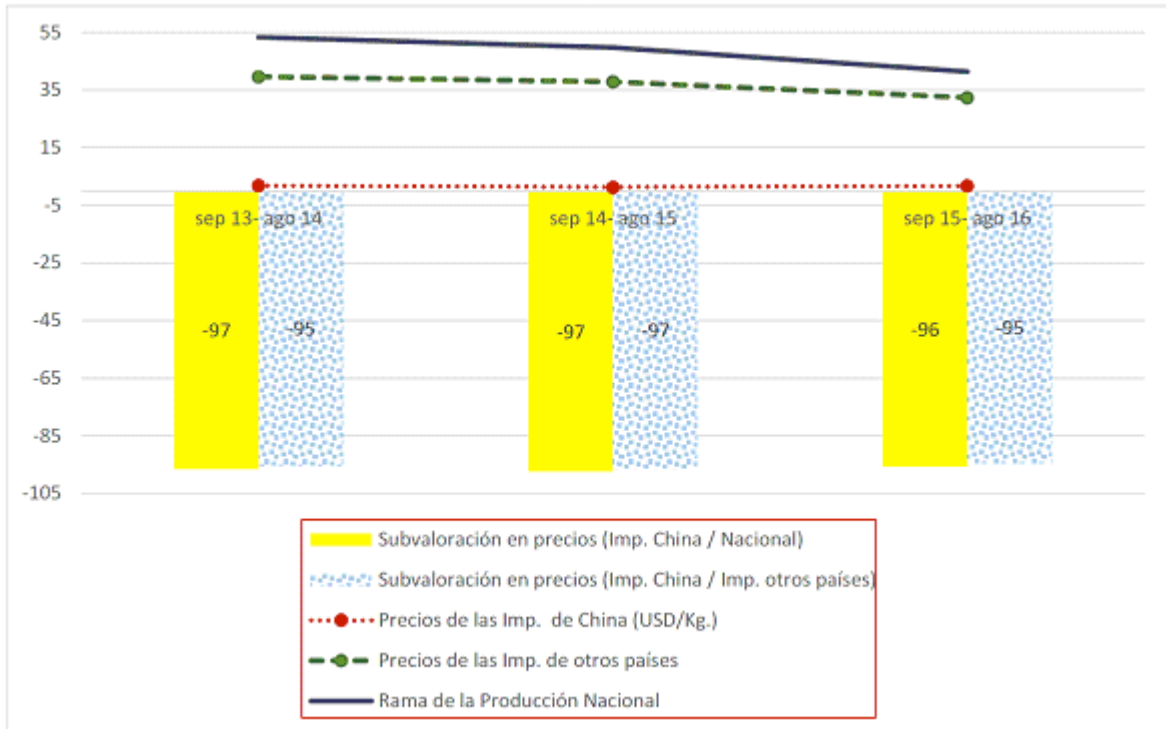 55
35
15
-5
sep 13- ago 14 sep 14- ago 15 sep 15- ago 16
-25
-45
-97 -95 -97 -97 -96 -95
-65
-85
-105
Subvaloración en precios (Imp. China / Nacional)
Subvaloración en precios (Imp. China / Imp. otros países)
Precios de las Imp. de China (USD/Kg.)
Precios de las Imp. de otros países
Rama de la Producción Nacional